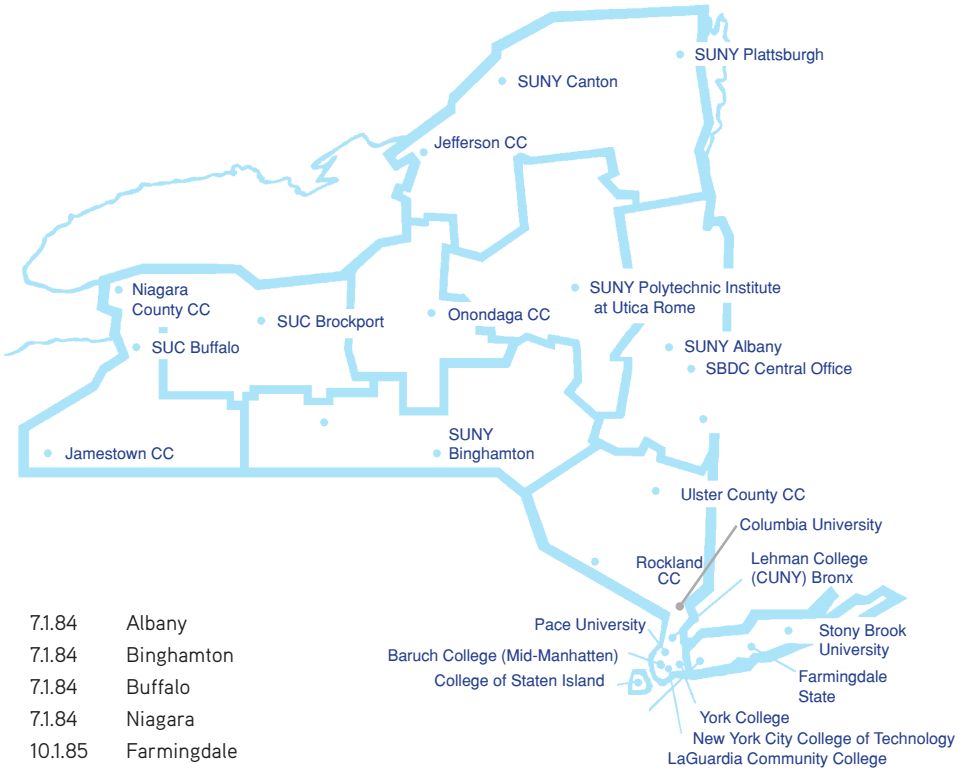 SUNY Plattsburgh
SUNY Canton
Jefferson CC
Niagara
County CC
SUNY Polytechnic Institute
at Utica Rome
SUC Brockport
Onondaga CC
SUC Buffalo
SUNY Albany
SBDC Central Office
SUNY
Binghamton
Jamestown CC
Ulster County CC
Columbia University
Rockland
CC
Lehman College
(CUNY) Bronx
Pace University
Stony Brook
University
Baruch College (Mid-Manhatten)
College of Staten Island
Farmingdale
State
York College
New York City College of Technology
LaGuardia Community College
7.1.84 Albany
7.1.84 Binghamton
7.1.84 Buffalo
7.1.84 Niagara
10.1.85 Farmingdale